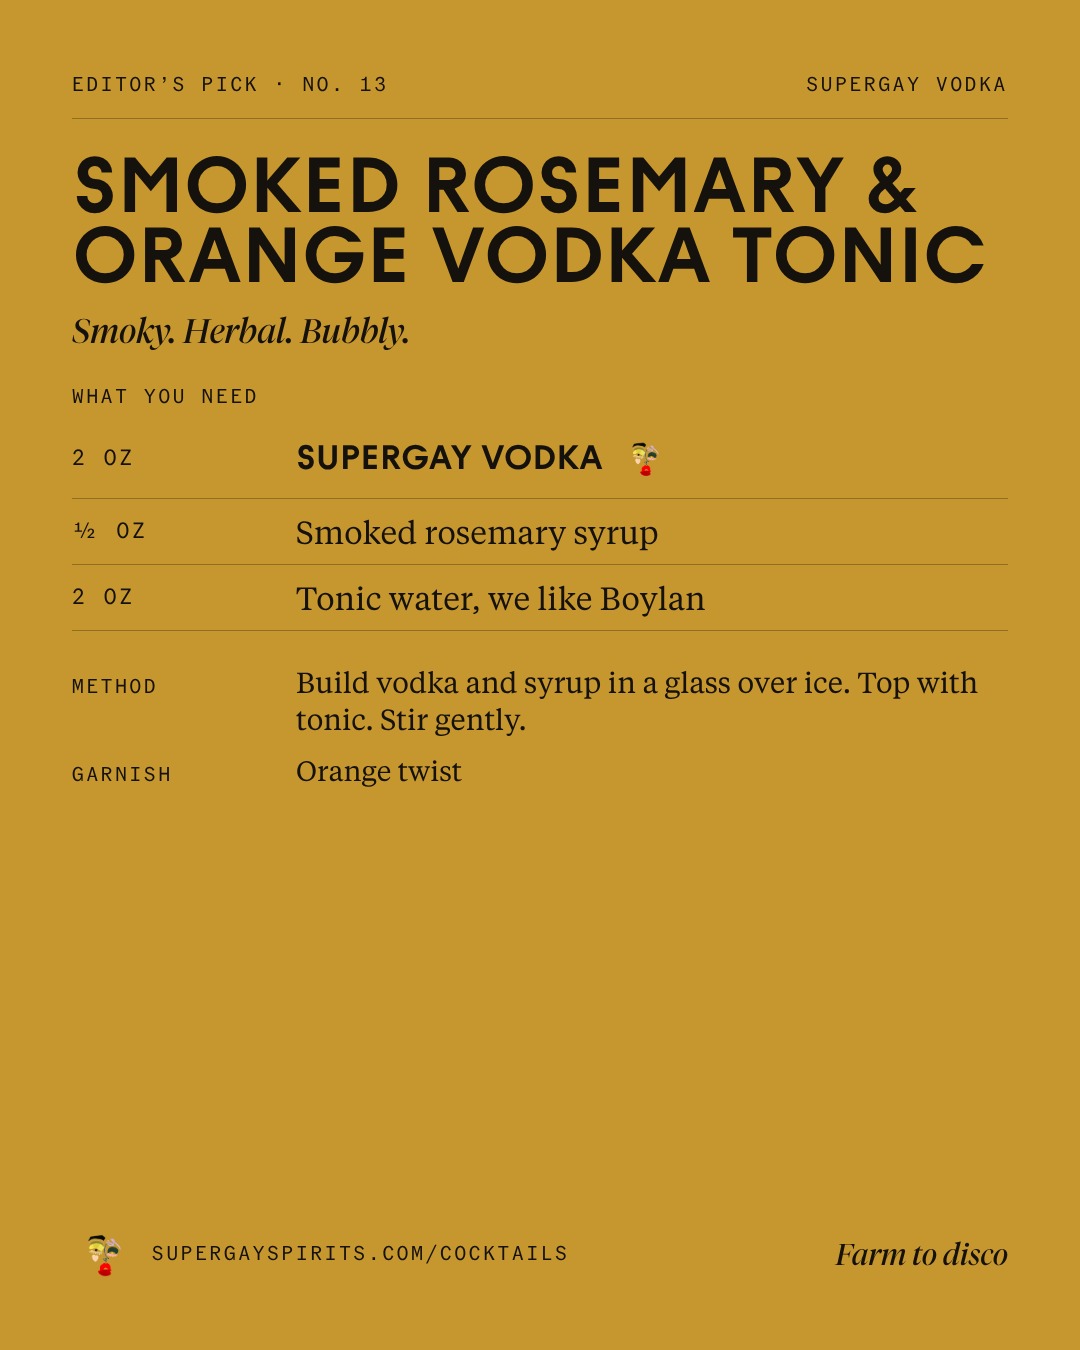 EDITOR’S PICK · NO. 13
SUPERGAY VODKA
SMOKED ROSEMARY &
ORANGE VODKA TONIC
Smoky. Herbal. Bubbly.
WHAT YOU NEED
2 OZ SUPERGAY VODKA
½ OZ Smoked rosemary syrup
2 OZ Tonic water, we like Boylan
METHOD Build vodka and syrup in a glass over ice. Top with
tonic. Stir gently.
GARNISH Orange twist
SUPERGAYSPIRITS.COM/COCKTAILS
Farm to disco